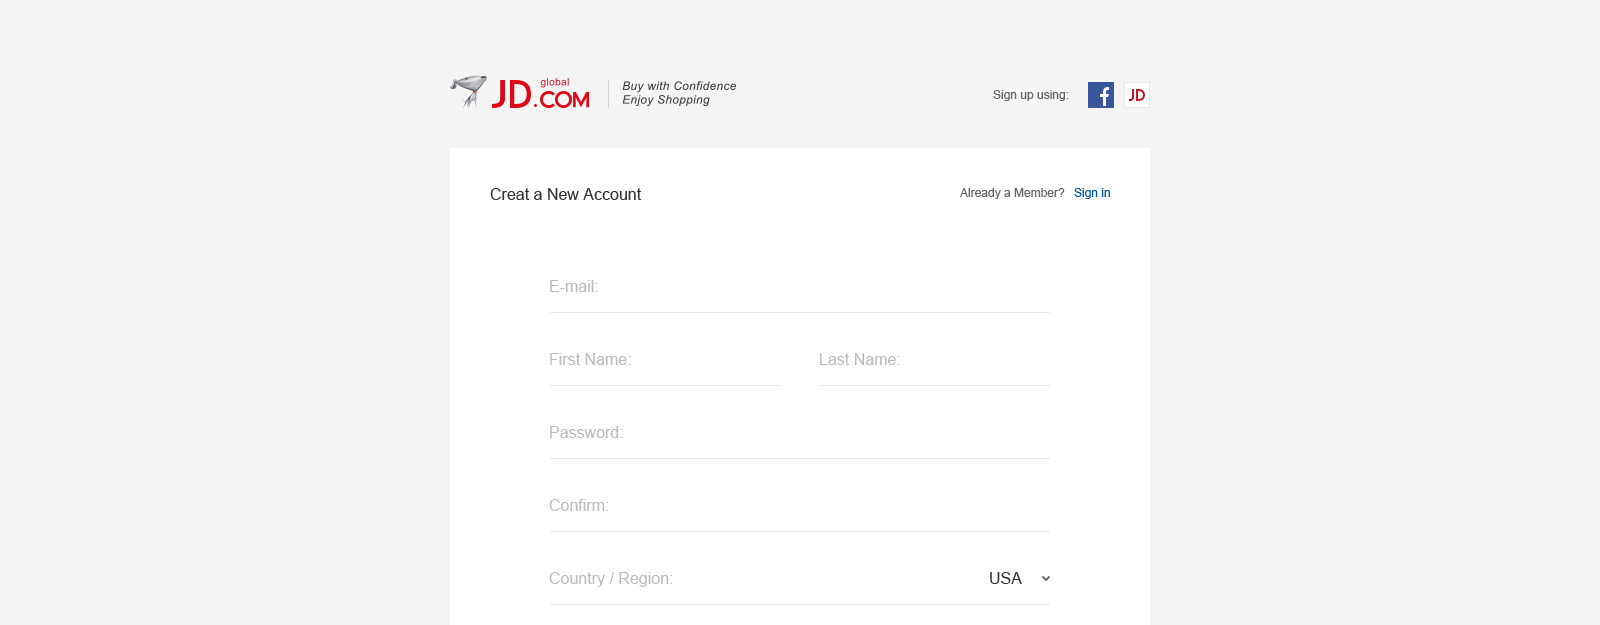 global
JD.COM
Buy with Confidence
Enjoy Shopping
Sign up using:
f
JD
Creat a New Account
Already a Member? Sign in
E-mail:
First Name:
Last Name:
Password:
Confirm:
Country / Region:
USA